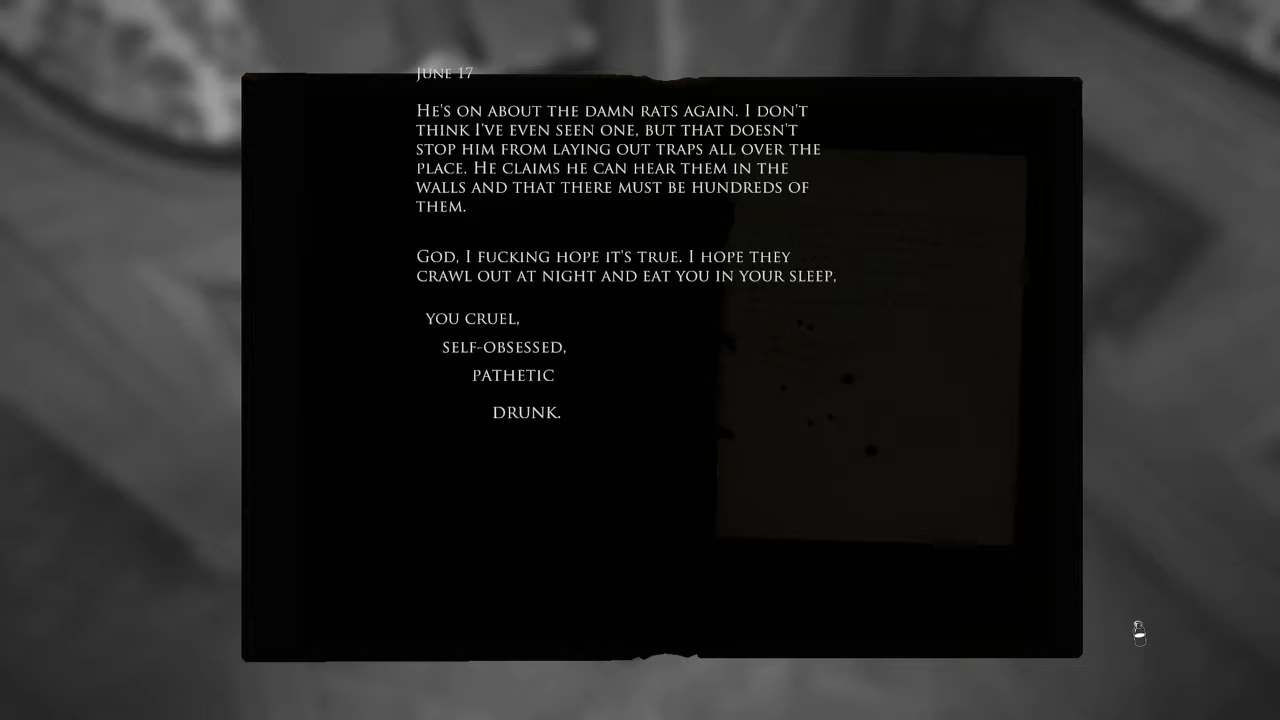 June 17
He's on about the damn rats again. I don't
think I've even seen one, but that doesn't
stop him from laying out traps all over the
place. He claims he can hear them in the
walls and that there must be hundreds of
them.
God, I fucking hope it's true. I hope they
crawl out at night and eat you in your sleep,
you cruel,
self-obsessed,
pathetic
drunk.